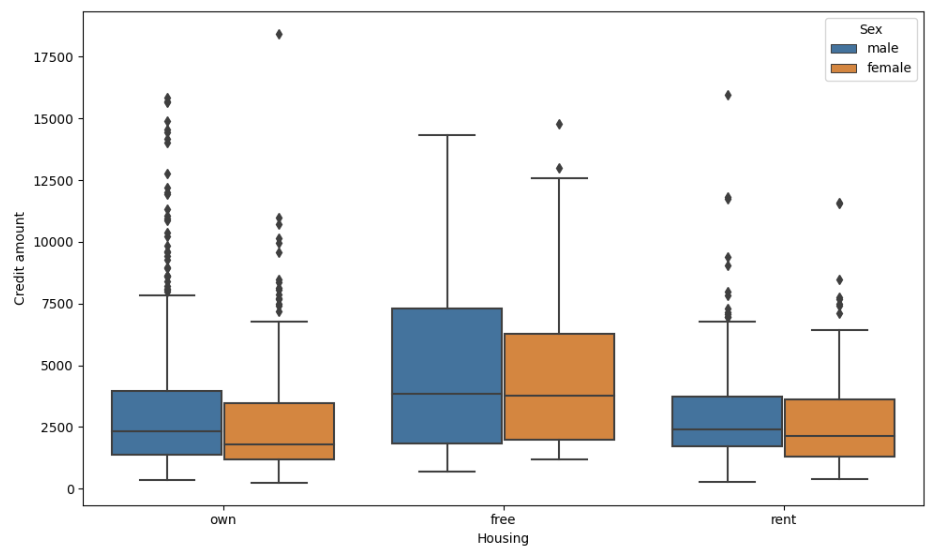 Sex
male
female
17500
15000
12500
10000
7500
5000
2500
0
Credit amount
own
free
rent
Housing